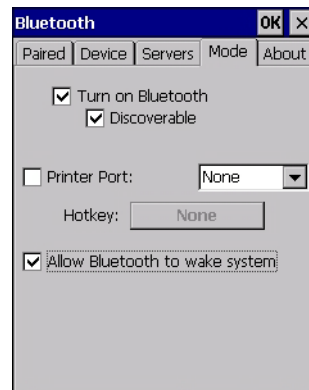 Bluetooth OK ×
Paired Device Servers Mode About
Turn on Bluetooth
Discoverable
Printer Port: None
Hotkey: None
Allow Bluetooth to wake system